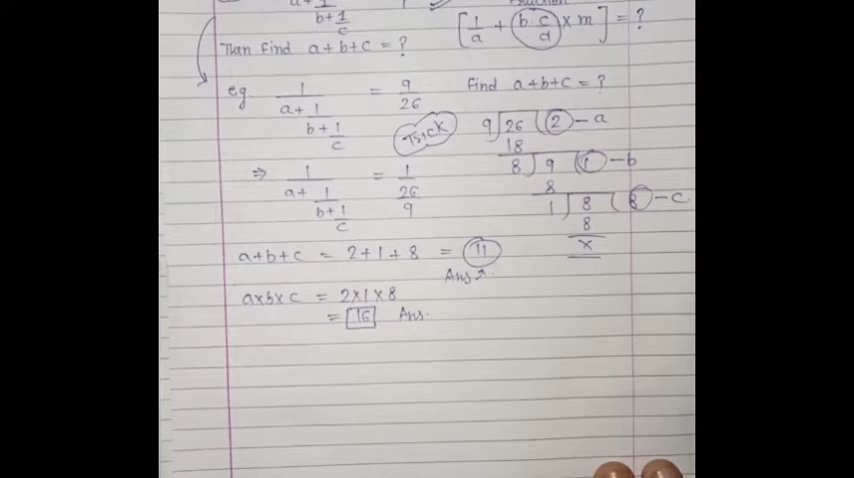 a+ 1
b+ 1
c
Then find a+b+c = ? [ 1/a + b·c/d × m ] = ?
eg 1 = 9 find a+b+c = ?
a+ 1 26
b+ 1
c
Trick
9 ) 26 ( 2 – a
18
8 ) 9 ( 1 – b
8
1 ) 8 ( 8 – c
8
x
⇒ 1 = 1
a+ 1 26
b+ 1 9
c
a+b+c = 2+1+8 = 11
Ans
a×b×c = 2×1×8
= 16 Ans.